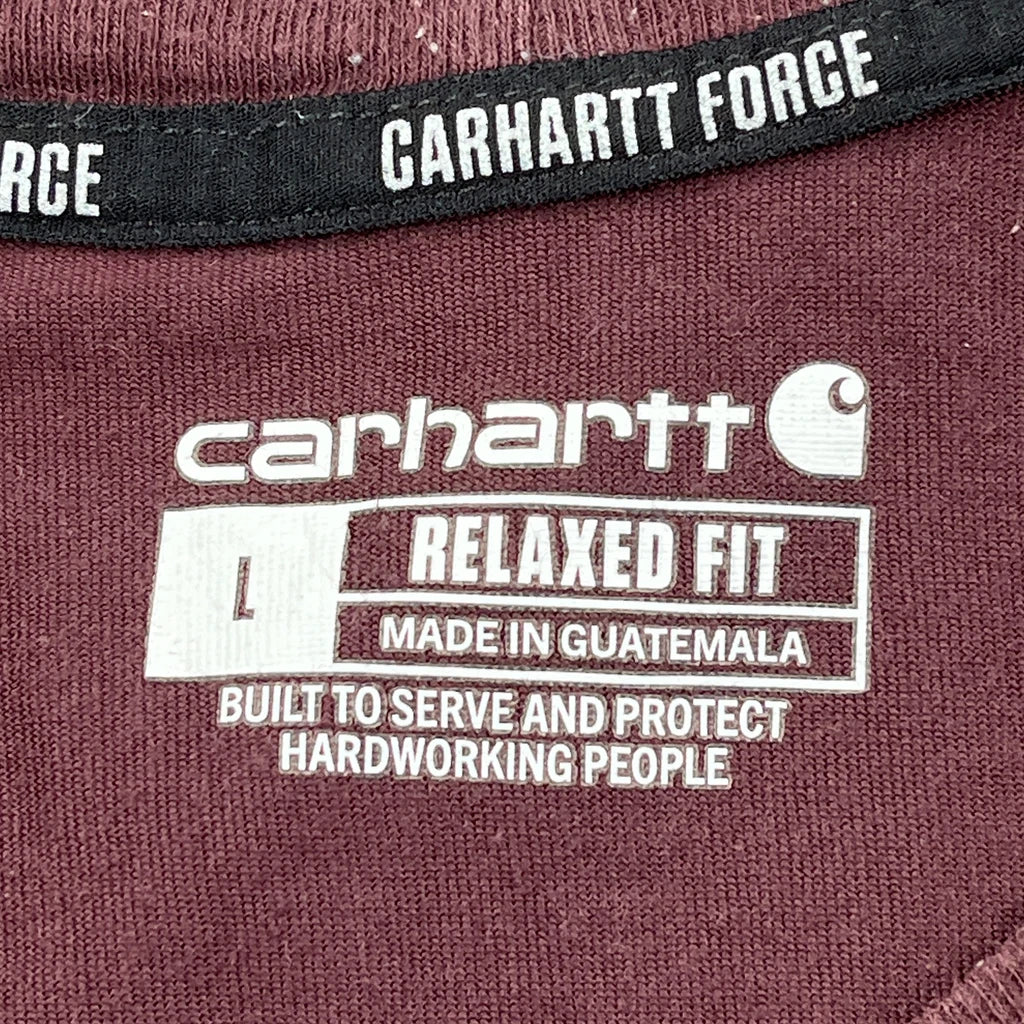 RCE
CARHARTT FORCE
carhartt
L
RELAXED FIT
MADE IN GUATEMALA
BUILT TO SERVE AND PROTECT
HARDWORKING PEOPLE